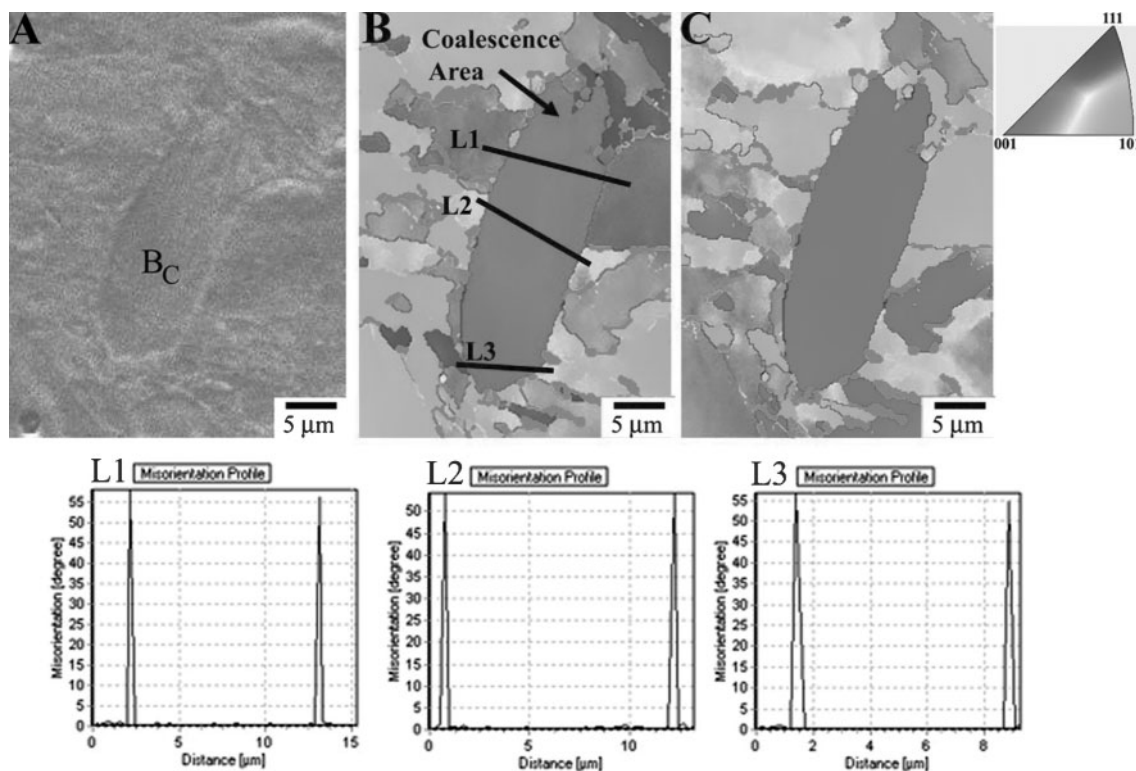 A
B
C
Coalescence
Area
L1
L2
L3
B_C
5 µm
5 µm
5 µm
111
001
101
L1
Misorientation Profile
Misorientation [degree]
55
50
45
40
35
30
25
20
15
10
5
0
0 5 10 15
Distance [µm]
L2
Misorientation Profile
Misorientation [degree]
50
45
40
35
30
25
20
15
10
5
0
0 5 10
Distance [µm]
L3
Misorientation Profile
Misorientation [degree]
55
50
45
40
35
30
25
20
15
10
5
0
0 2 4 6 8
Distance [µm]